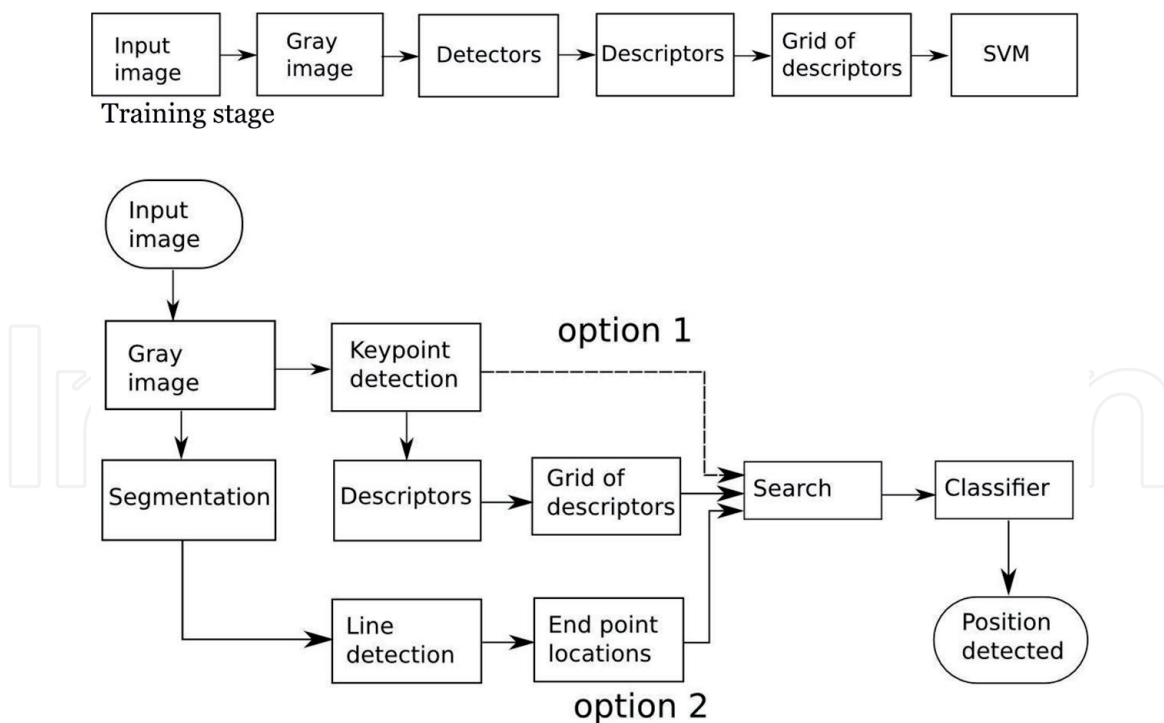 Input
image
Gray
image
Detectors
Descriptors
Grid of
descriptors
SVM
Training stage
Input
image
Gray
image
Keypoint
detection
option 1
Segmentation
Descriptors
Grid of
descriptors
Search
Classifier
Line
detection
End point
locations
option 2
Position
detected